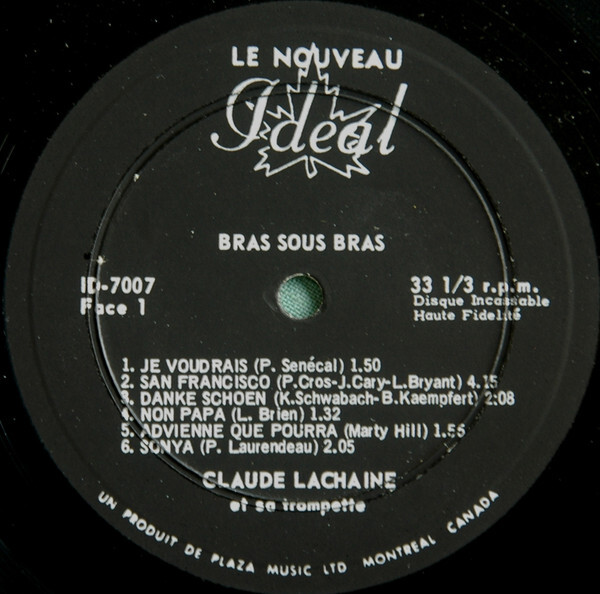 LE NOUVEAU
Idéal
BRAS SOUS BRAS
ID-7007
Face 1
33 1/3 r.p.m.
Disque Incassable
Haute Fidelité
1. JE VOUDRAIS (P. Senécal) 1.50
2. SAN FRANCISCO (P.Cros-J.Cary-L.Bryant) 4.15
3. DANKE SCHOEN (K.Schwabach-B.Kaempfert) 2:08
4. NON PAPA (L. Brien) 1.32
5. ADVIENNE QUE POURRA (Marty Hill) 1.56
6. SONYA (P. Laurendeau) 2.05
CLAUDE LACHAINE
et sa trompette
UN PRODUIT DE PLAZA MUSIC LTD MONTREAL CANADA